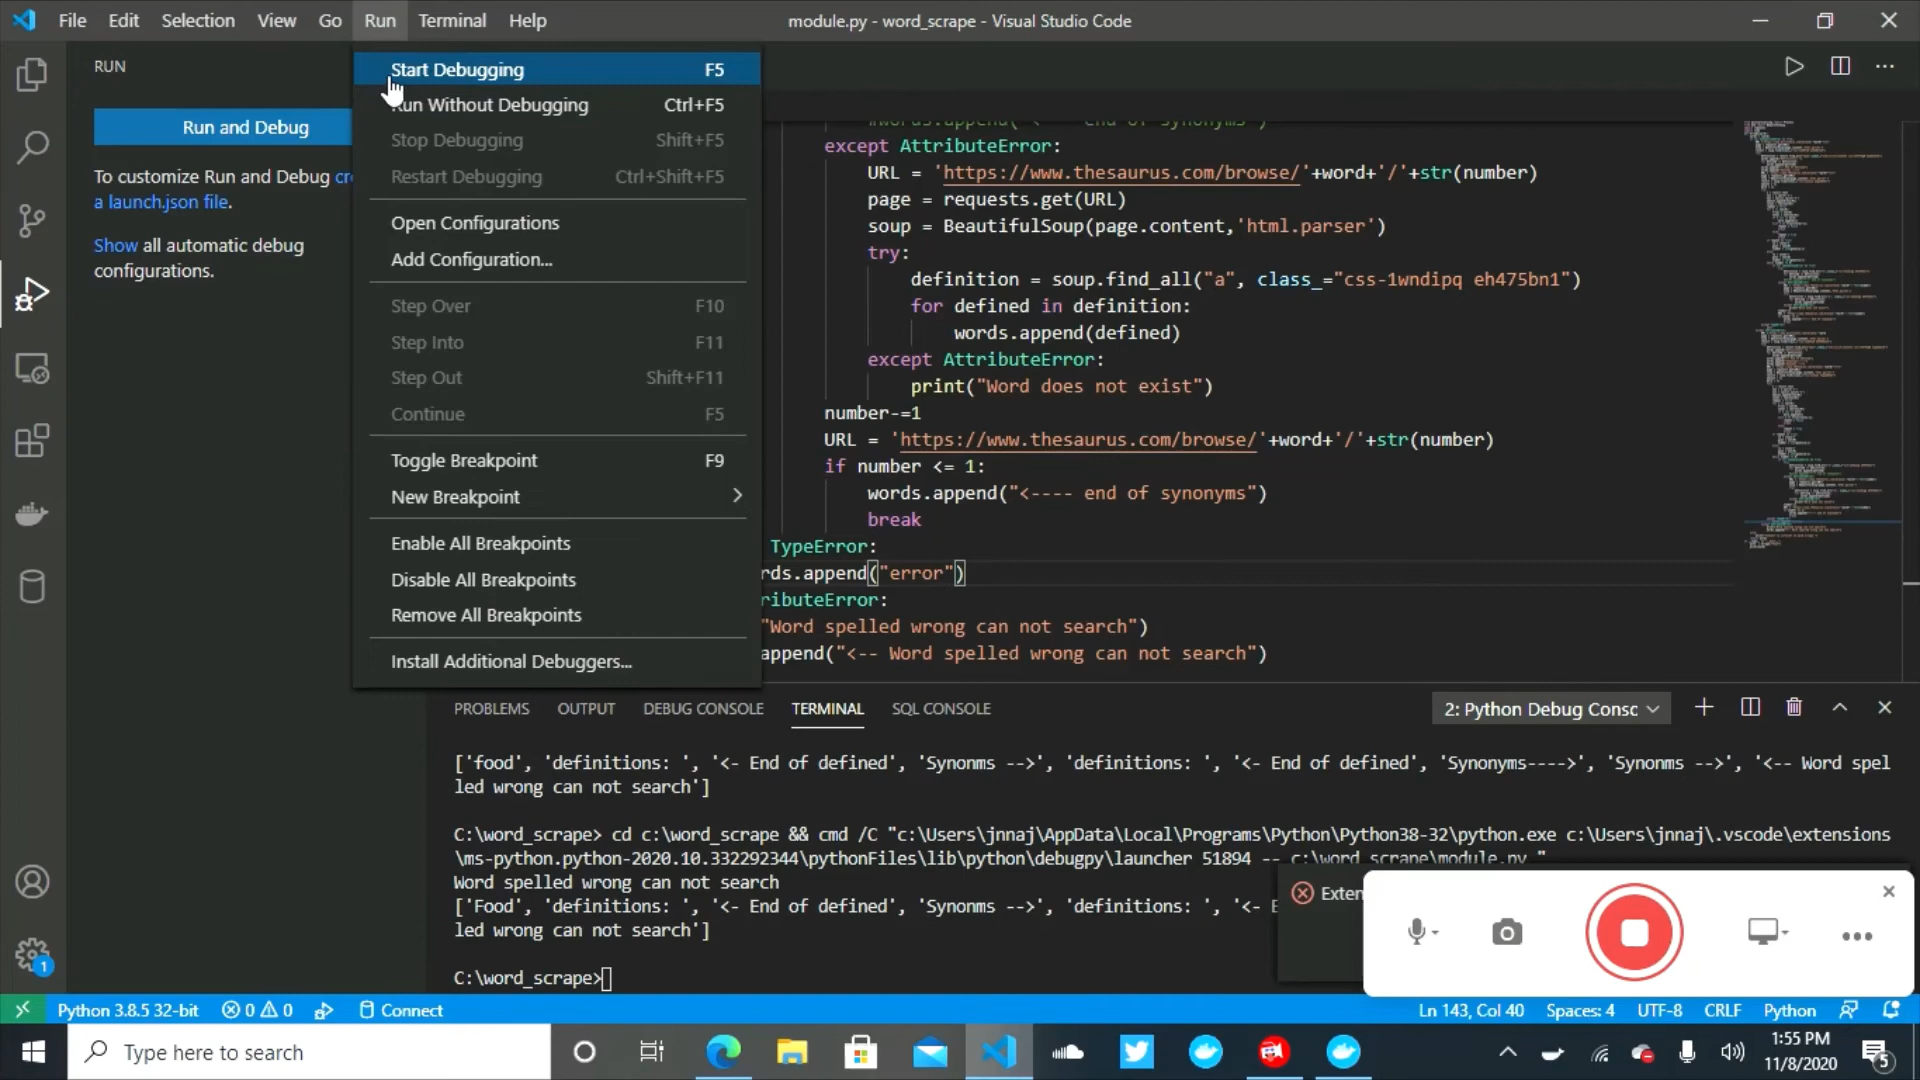 File Edit Selection View Go Run Terminal Help
module.py - word_scrape - Visual Studio Code
RUN
Run and Debug
To customize Run and Debug cre
a launch.json file.
Show all automatic debug
configurations.
Start Debugging F5
Run Without Debugging Ctrl+F5
Stop Debugging Shift+F5
Restart Debugging Ctrl+Shift+F5
Open Configurations
Add Configuration...
Step Over F10
Step Into F11
Step Out Shift+F11
Continue F5
Toggle Breakpoint F9
New Breakpoint
Enable All Breakpoints
Disable All Breakpoints
Remove All Breakpoints
Install Additional Debuggers...
except AttributeError:
URL = 'https://www.thesaurus.com/browse/'+word+'/'+str(number)
page = requests.get(URL)
soup = BeautifulSoup(page.content,'html.parser')
try:
definition = soup.find_all("a", class_="css-1wndipq eh475bn1")
for defined in definition:
words.append(defined)
except AttributeError:
print("Word does not exist")
number-=1
URL = 'https://www.thesaurus.com/browse/'+word+'/'+str(number)
if number <= 1:
words.append("<---- end of synonyms")
break
TypeError:
rds.append("error")
ributeError:
"Word spelled wrong can not search")
append("<-- Word spelled wrong can not search")
PROBLEMS OUTPUT DEBUG CONSOLE TERMINAL SQL CONSOLE
2: Python Debug Consc
['food', 'definitions: ', '<- End of defined', 'Synonms -->', 'definitions: ', '<- End of defined', 'Synonyms---->', 'Synonms -->', '<-- Word spel
led wrong can not search']
C:\word_scrape> cd c:\word_scrape && cmd /C "c:\Users\jnnaj\AppData\Local\Programs\Python\Python38-32\python.exe c:\Users\jnnaj\.vscode\extensions
\ms-python.python-2020.10.332292344\pythonFiles\lib\python\debugpy\launcher 51894 -- c:\word_scrape\module.py "
Word spelled wrong can not search
['Food', 'definitions: ', '<- End of defined', 'Synonms -->', 'definitions: ', '<- E
led wrong can not search']
Exten
C:\word_scrape>
1
Python 3.8.5 32-bit 0 0 Connect
Ln 143, Col 40 Spaces: 4 UTF-8 CRLF Python
Type here to search
1:55 PM
11/8/2020
5